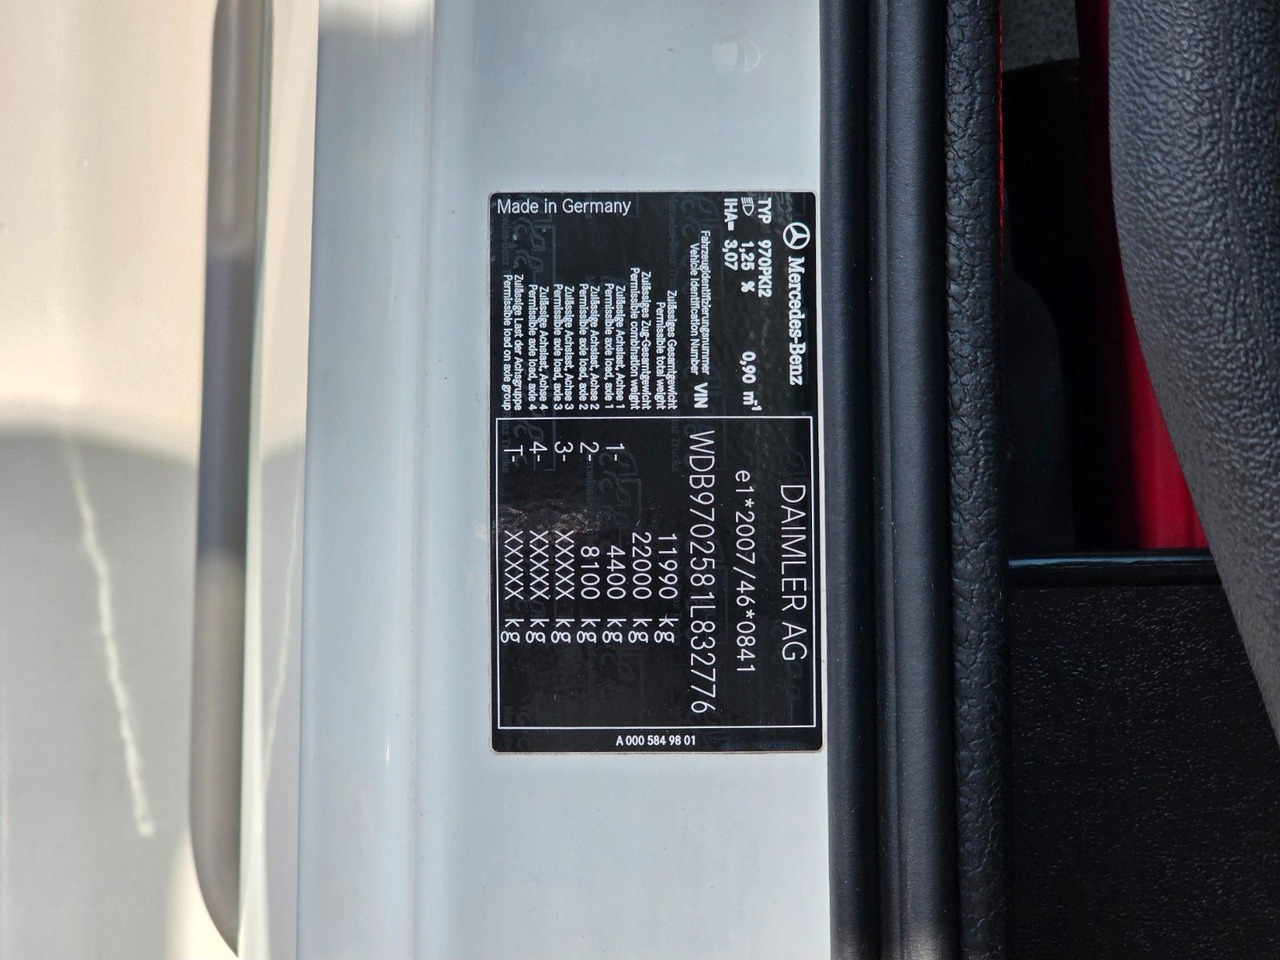 Mercedes-Benz
TYP 970PK12
1,25 % 0,90 m⁻¹
IHA= 3,07
DAIMLER AG
e1*2007/46*0841
Fahrzeugidentifizierungsnummer
Vehicle Identification Number VIN WDB9702581L832776
Zulässiges Gesamtgewicht
Permissible total weight 11990 kg
Zulässiges Zug-Gesamtgewicht
Permissible combination weight 22000 kg
Zulässige Achslast, Achse 1
Permissible axle load, axle 1 1- 4400 kg
Zulässige Achslast, Achse 2
Permissible axle load, axle 2 2- 8100 kg
Zulässige Achslast, Achse 3
Permissible axle load, axle 3 3- XXXXX kg
Zulässige Achslast, Achse 4
Permissible axle load, axle 4 4- XXXXX kg
Zulässige Last der Achsgruppe
Permissible load on axle group T- XXXXX kg
Made in Germany
A 000 584 98 01